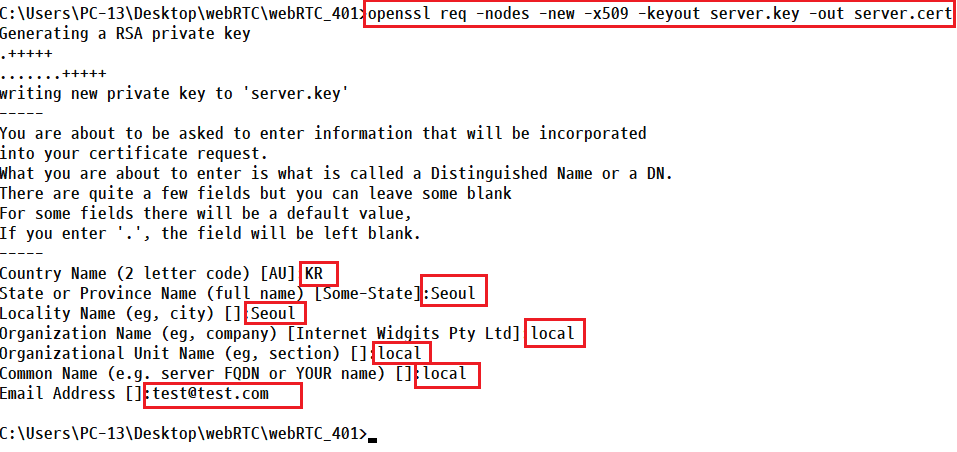 C:\Users\PC-13\Desktop\webRTC\webRTC_401>openssl req -nodes -new -x509 -keyout server.key -out server.cert
Generating a RSA private key
.+++++
.......+++++
writing new private key to 'server.key'
-----
You are about to be asked to enter information that will be incorporated
into your certificate request.
What you are about to enter is what is called a Distinguished Name or a DN.
There are quite a few fields but you can leave some blank
For some fields there will be a default value,
If you enter '.', the field will be left blank.
-----
Country Name (2 letter code) [AU]:KR
State or Province Name (full name) [Some-State]:Seoul
Locality Name (eg, city) []:Seoul
Organization Name (eg, company) [Internet Widgits Pty Ltd]:local
Organizational Unit Name (eg, section) []:local
Common Name (e.g. server FQDN or YOUR name) []:local
Email Address []:test@test.com
C:\Users\PC-13\Desktop\webRTC\webRTC_401>